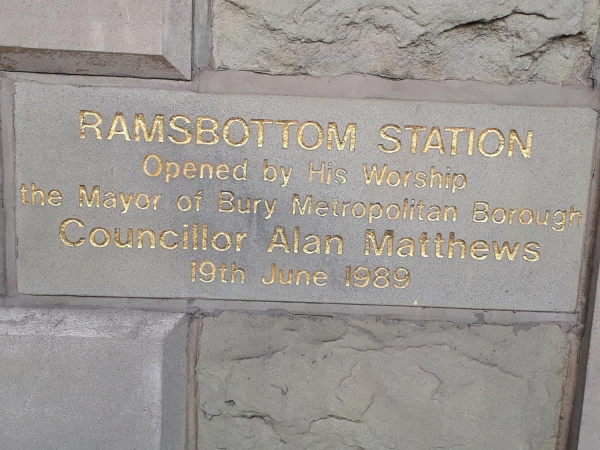 RAMSBOTTOM STATION
Opened by His Worship
the Mayor of Bury Metropolitan Borough
Councillor Alan Matthews
19th June 1989